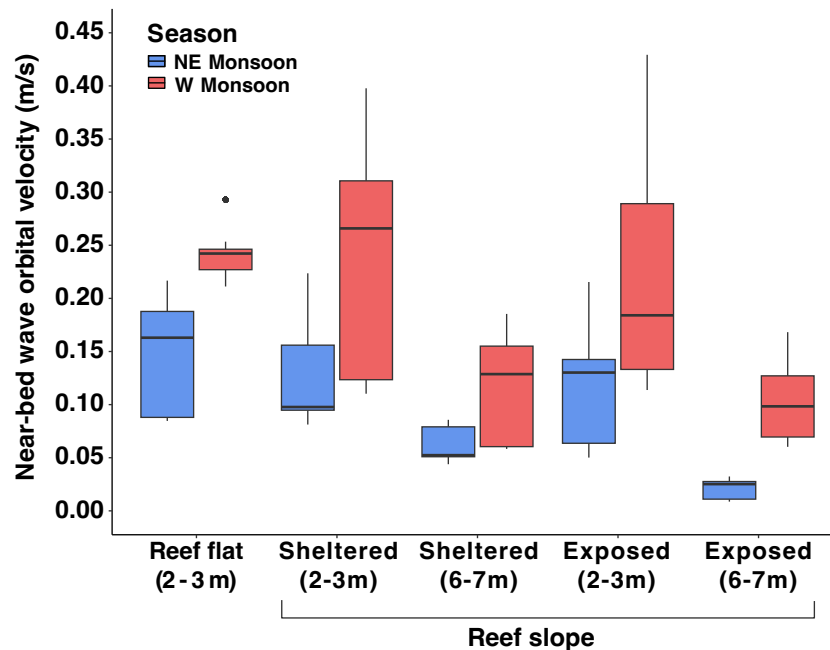 Near-bed wave orbital velocity (m/s)
0.45
0.40
0.35
0.30
0.25
0.20
0.15
0.10
0.05
0.00
Season
NE Monsoon
W Monsoon
Reef flat Sheltered Sheltered Exposed Exposed
(2-3m) (2-3m) (6-7m) (2-3m) (6-7m)
Reef slope